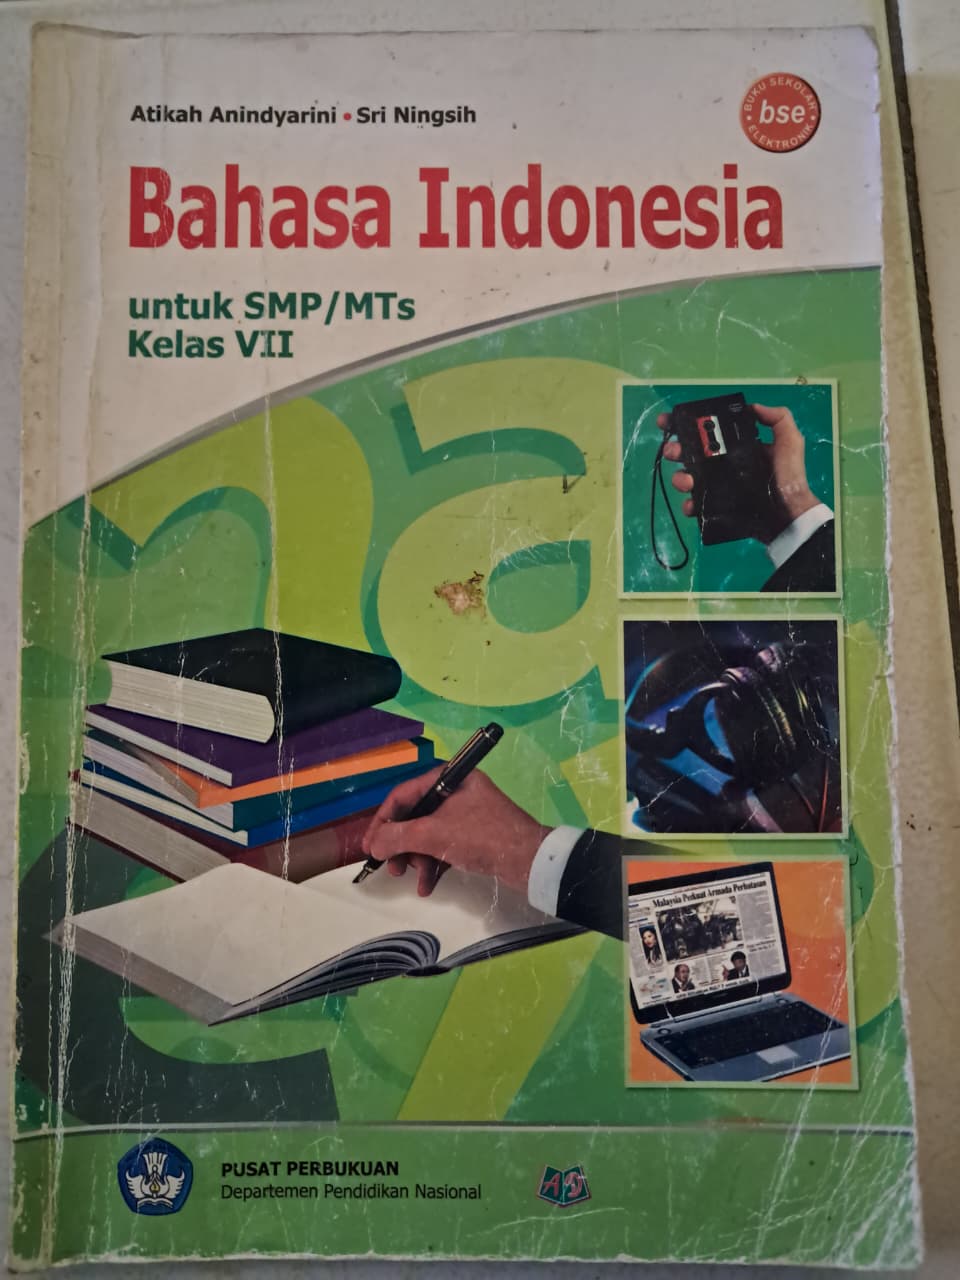 Atikah Anindyarini • Sri Ningsih
BUKU SEKOLAH
bse
ELEKTRONIK
Bahasa Indonesia
untuk SMP/MTs
Kelas VII
Malaysia Perkuat Armada Perbatasan
PUSAT PERBUKUAN
Departemen Pendidikan Nasional